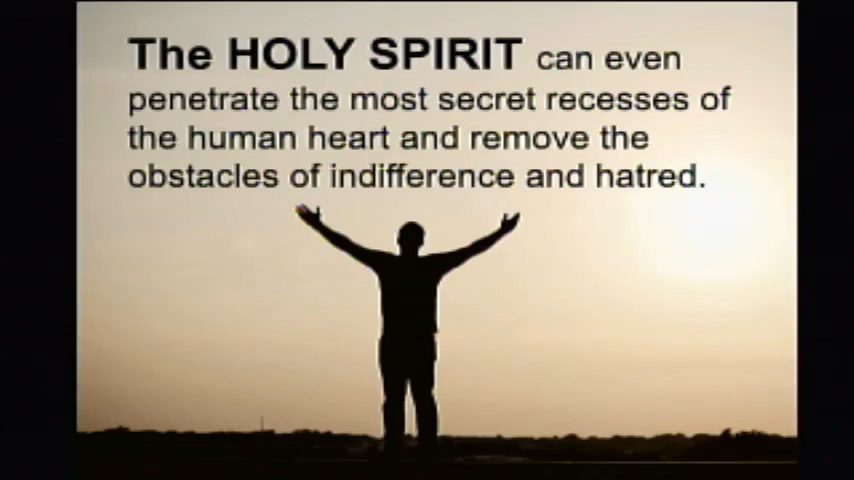 The HOLY SPIRIT can even
penetrate the most secret recesses of
the human heart and remove the
obstacles of indifference and hatred.